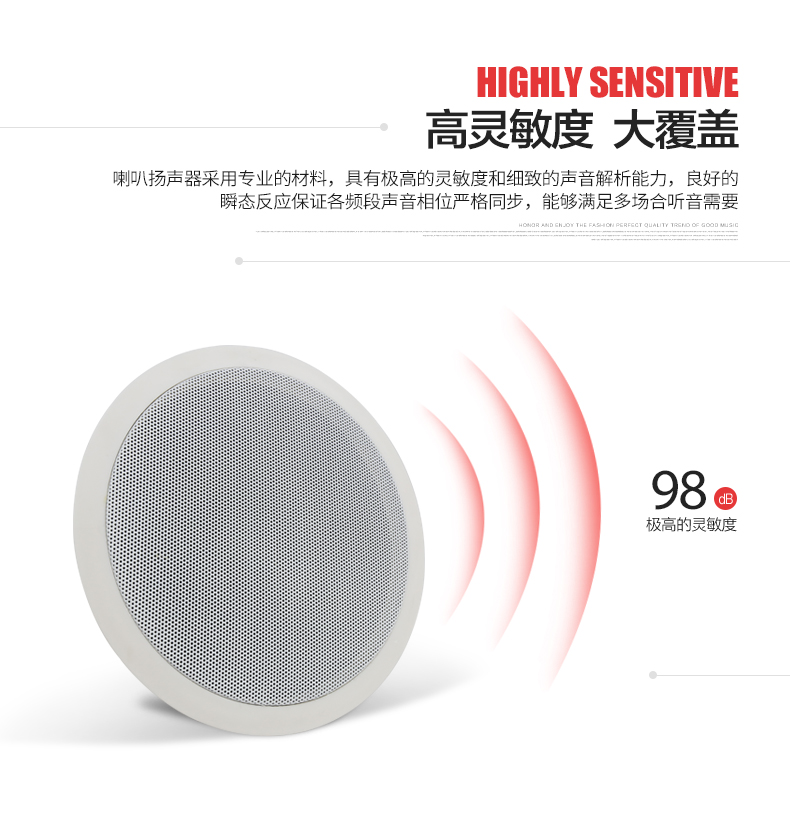 HIGHLY SENSITIVE
高灵敏度 大覆盖
喇叭扬声器采用专业的材料，具有极高的灵敏度和细致的声音解析能力，良好的
瞬态反应保证各频段声音相位严格同步，能够满足多场合听音需要
HONOR AND ENJOY THE FASHION PERFECT QUALITY TREND OF GOOD MUSIC
98 dB
极高的灵敏度